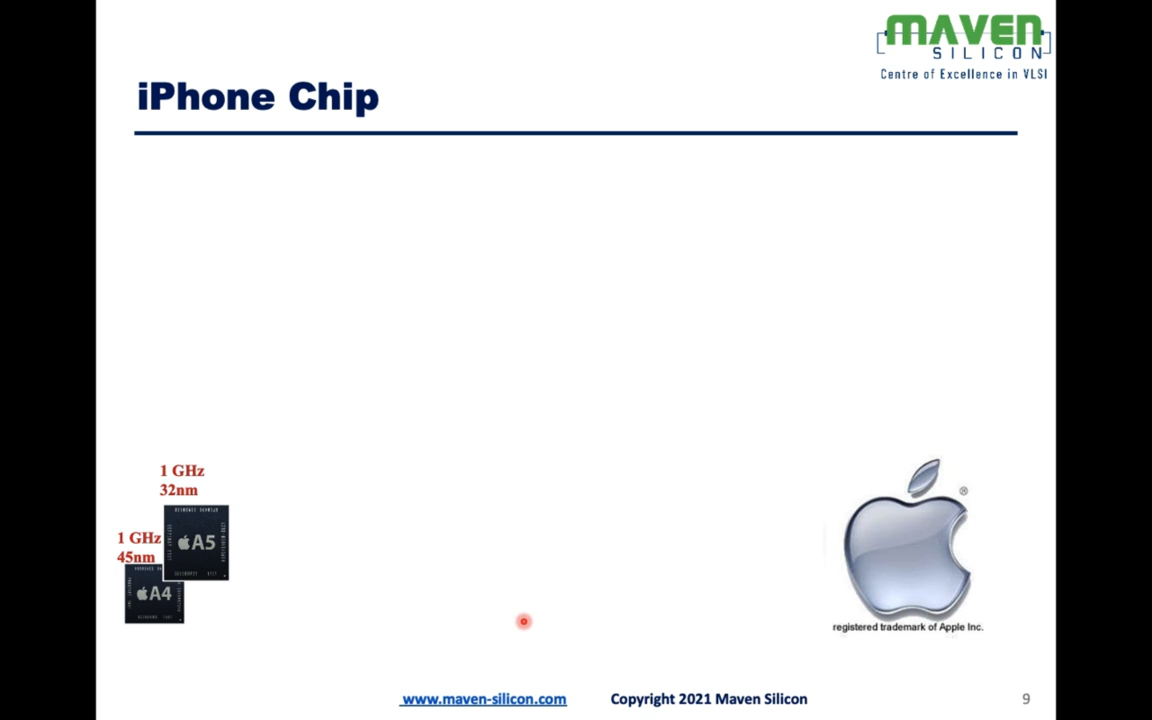 MAVEN
SILICON
Centre of Excellence in VLSI
iPhone Chip
1 GHz
32nm
A5
1 GHz
45nm
A4
®
registered trademark of Apple Inc.
www.maven-silicon.com
Copyright 2021 Maven Silicon
9